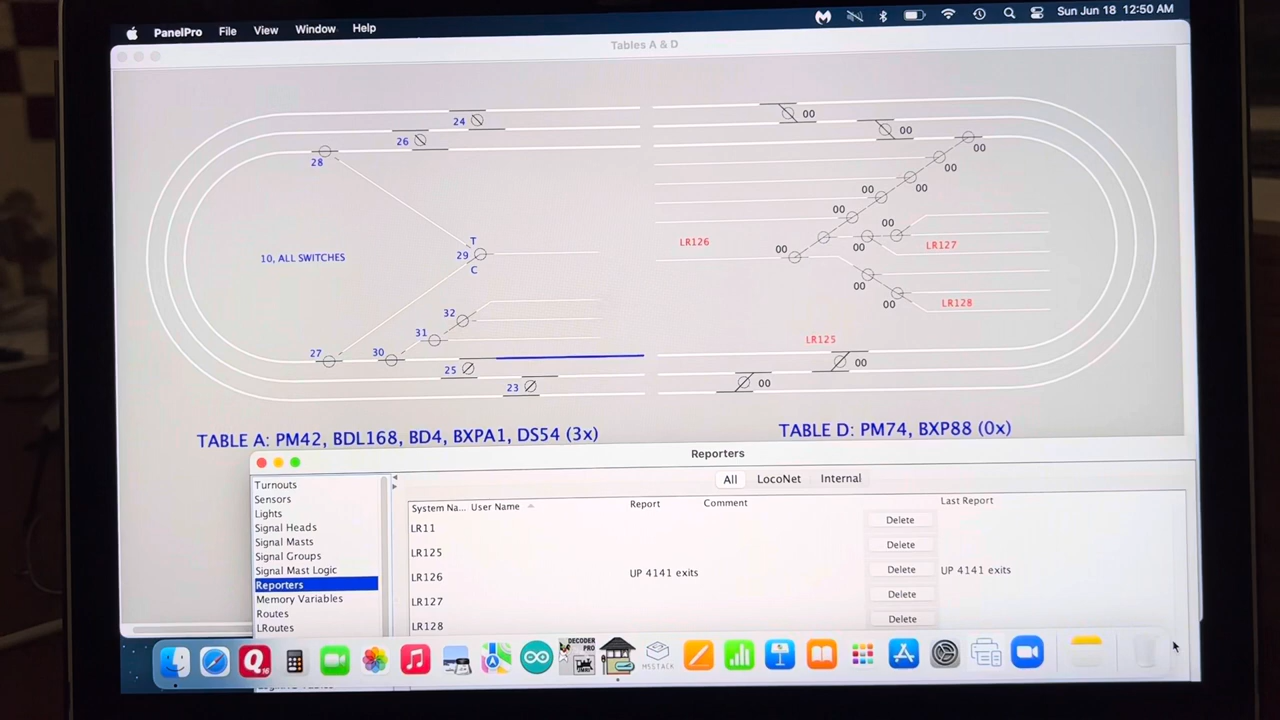 PanelPro File View Window Help
Sun Jun 18 12:50 AM
Tables A & D
24
26
28
T
29
C
10, ALL SWITCHES
32
31
30
27
25
23
00
00
00
00
00
00
00
00
00
00
00
00
00
00
LR126
LR127
LR128
LR125
TABLE A: PM42, BDL168, BD4, BXPA1, DS54 (3x)
TABLE D: PM74, BXP88 (0x)
Reporters
All LocoNet Internal
Turnouts
Sensors
Lights
Signal Heads
Signal Masts
Signal Groups
Signal Mast Logic
Reporters
Memory Variables
Routes
LRoutes
System Na... User Name Report Comment Last Report
LR11 Delete
LR125 Delete
LR126 UP 4141 exits Delete UP 4141 exits
LR127 Delete
LR128 Delete
Q
16
DECODER
PRO
M5STACK